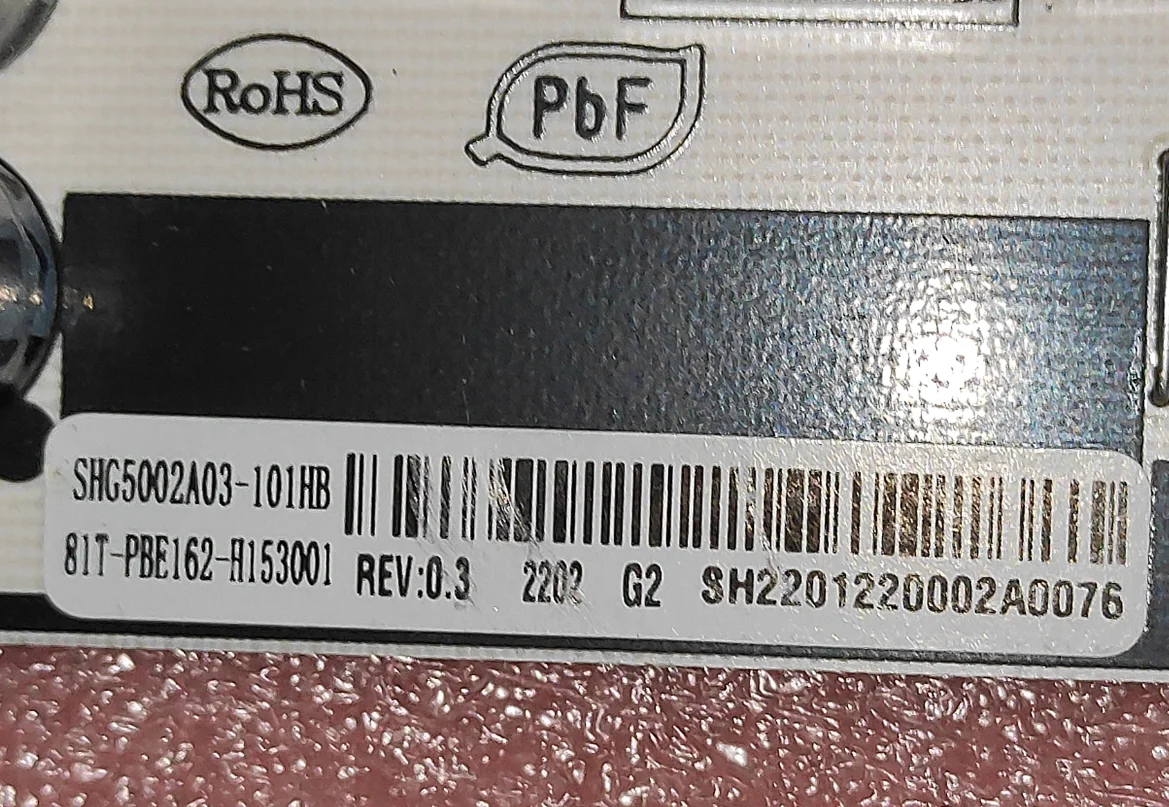 RoHS
PbF
SHG5002A03-101HB
81T-PBE162-H153001 REV:0.3 2202 G2 SH2201220002A0076